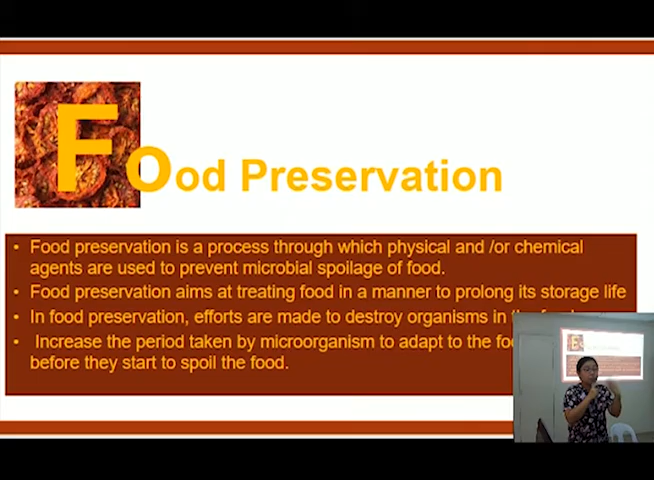 Food Preservation
• Food preservation is a process through which physical and /or chemical
agents are used to prevent microbial spoilage of food.
• Food preservation aims at treating food in a manner to prolong its storage life
• In food preservation, efforts are made to destroy organisms in the
• Increase the period taken by microorganism to adapt to the
before they start to spoil the food.